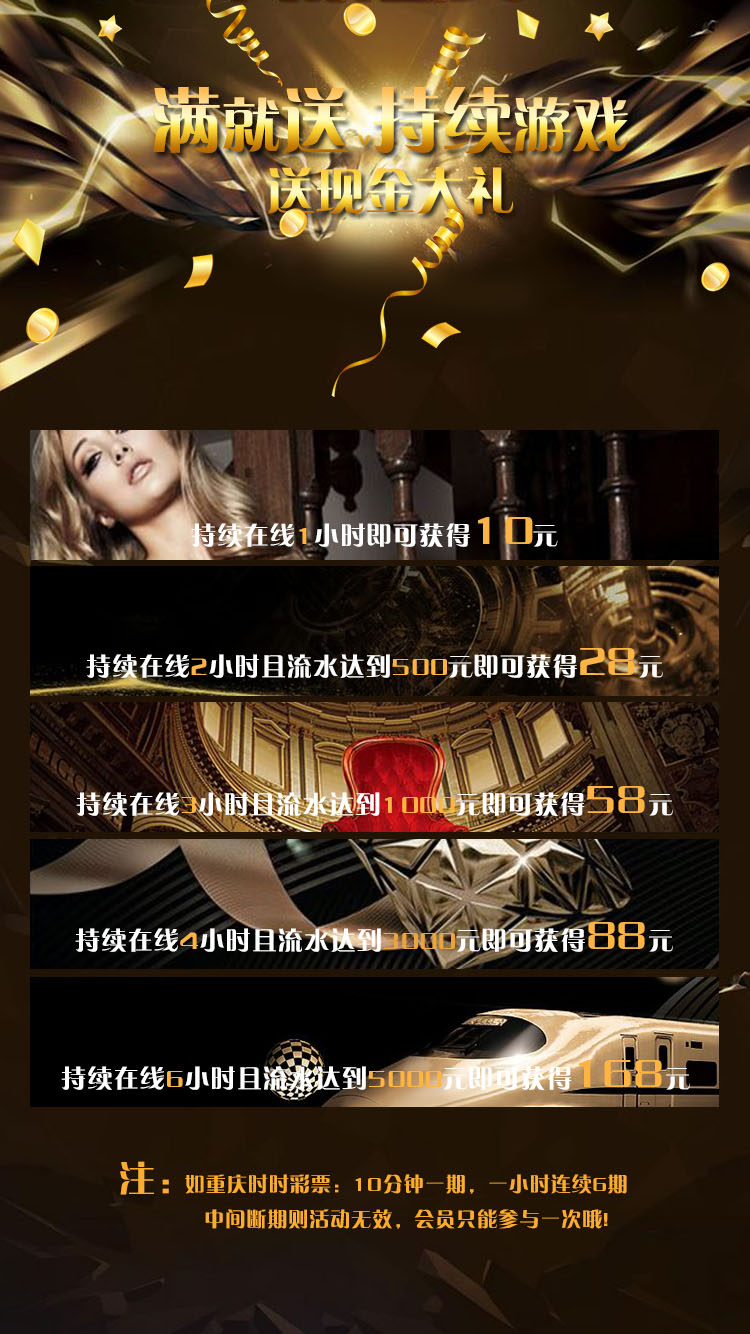 满就送 持续游戏
送现金大礼
持续在线1小时即可获得10元
持续在线2小时且流水达到500元即可获得28元
持续在线3小时且流水达到1000元即可获得58元
持续在线4小时且流水达到3000元即可获得88元
持续在线6小时且流水达到5000元即可获得168元
注：如重庆时时彩票：10分钟一期，一小时连续6期
中间断期则活动无效，会员只能参与一次哦!